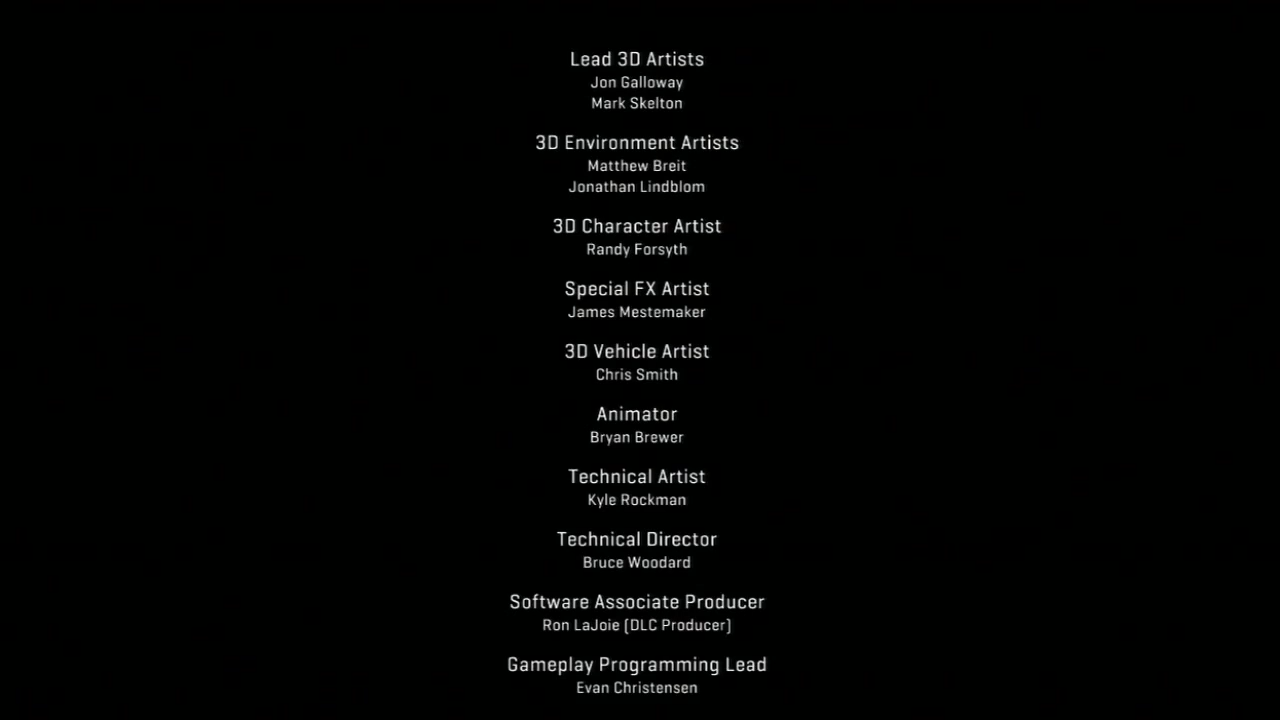 Lead 3D Artists
Jon Galloway
Mark Skelton
3D Environment Artists
Matthew Breit
Jonathan Lindblom
3D Character Artist
Randy Forsyth
Special FX Artist
James Mestemaker
3D Vehicle Artist
Chris Smith
Animator
Bryan Brewer
Technical Artist
Kyle Rockman
Technical Director
Bruce Woodard
Software Associate Producer
Ron LaJoie (DLC Producer)
Gameplay Programming Lead
Evan Christensen